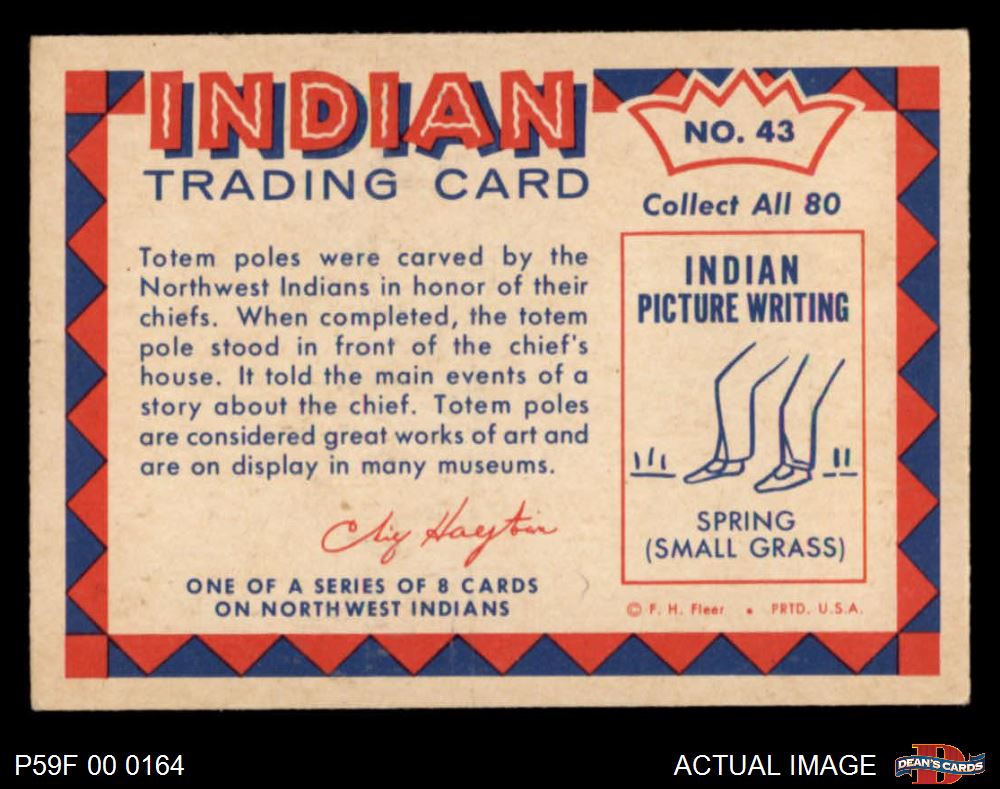 INDIAN
TRADING CARD
NO. 43
Collect All 80
Totem poles were carved by the
Northwest Indians in honor of their
chiefs. When completed, the totem
pole stood in front of the chief's
house. It told the main events of a
story about the chief. Totem poles
are considered great works of art and
are on display in many museums.
ONE OF A SERIES OF 8 CARDS
ON NORTHWEST INDIANS
INDIAN
PICTURE WRITING
SPRING
(SMALL GRASS)
© F. H. Fleer • PRTD. U.S.A.
P59F 00 0164
ACTUAL IMAGE
D
DEAN'S CARDS